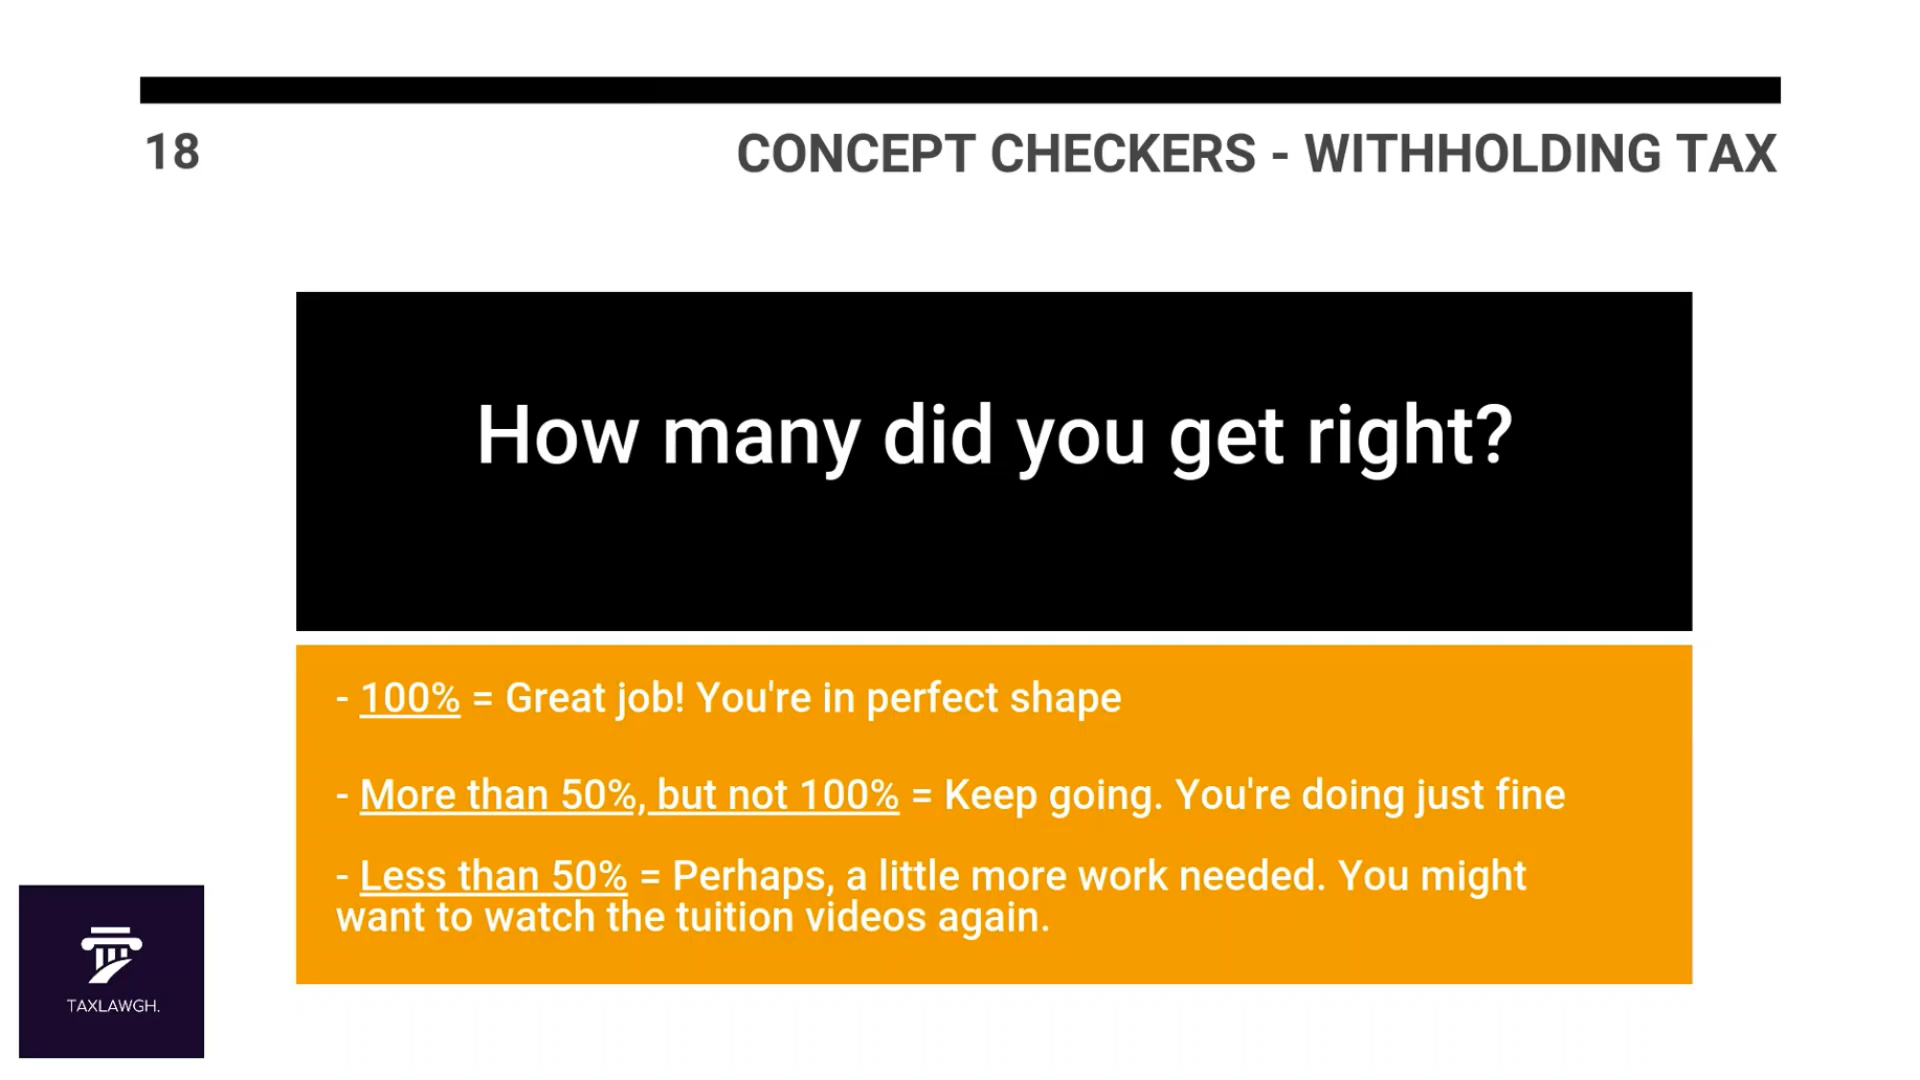 18
CONCEPT CHECKERS - WITHHOLDING TAX
How many did you get right?
- 100% = Great job! You're in perfect shape
- More than 50%, but not 100% = Keep going. You're doing just fine
- Less than 50% = Perhaps, a little more work needed. You might
want to watch the tuition videos again.
TAXLAWGH.